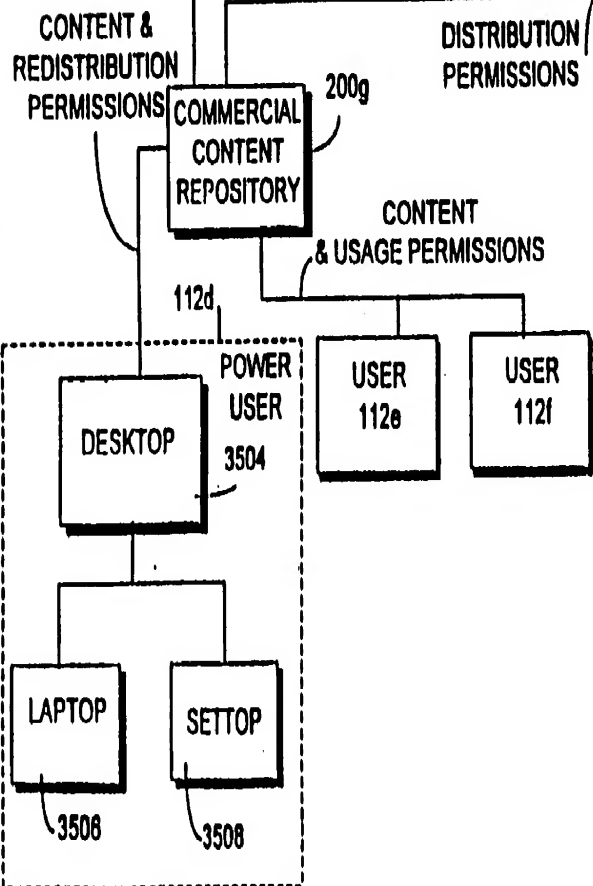 CONTENT &
REDISTRIBUTION
PERMISSIONS
DISTRIBUTION
PERMISSIONS
COMMERCIAL
CONTENT
REPOSITORY
200g
CONTENT
& USAGE PERMISSIONS
112d
POWER
USER
DESKTOP
3504
USER
112e
USER
112f
LAPTOP
3506
SETTOP
3508